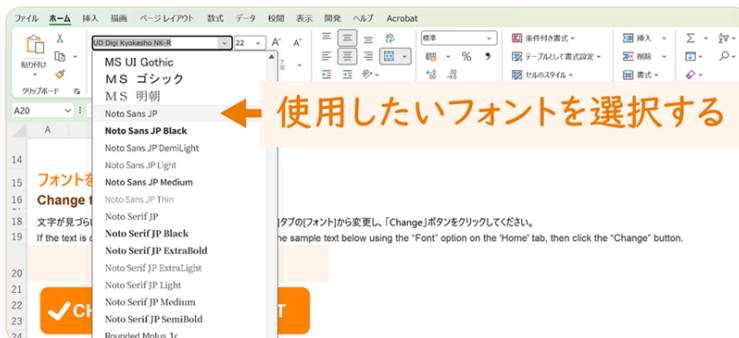 ファイル ホーム 挿入 描画 ページレイアウト 数式 データ 校閲 表示 開発 ヘルプ Acrobat
UD Digi Kyokasho NK-R 22 標準 条件付き書式 挿入
貼り付け テーブルとして書式設定 削除
セルのスタイル 書式
クリップボード
A20
A
MS UI Gothic
MS ゴシック
MS 明朝
Noto Sans JP
Noto Sans JP Black
Noto Sans JP DemiLight
Noto Sans JP Light
Noto Sans JP Medium
Noto Sans JP Thin
Noto Serif JP
Noto Serif JP Black
Noto Serif JP ExtraBold
Noto Serif JP ExtraLight
Noto Serif JP Light
Noto Serif JP Medium
Noto Serif JP SemiBold
Rounded Mplus 1c
使用したいフォントを選択する
14
15 フォントを
16 Change
17
18 文字が見づら タブの[フォント]から変更し、「Change」ボタンをクリックしてください。
19 If the text is sample text below using the "Font" option on the 'Home' tab, then click the "Change" button.
20
21
22 CH T
23
24